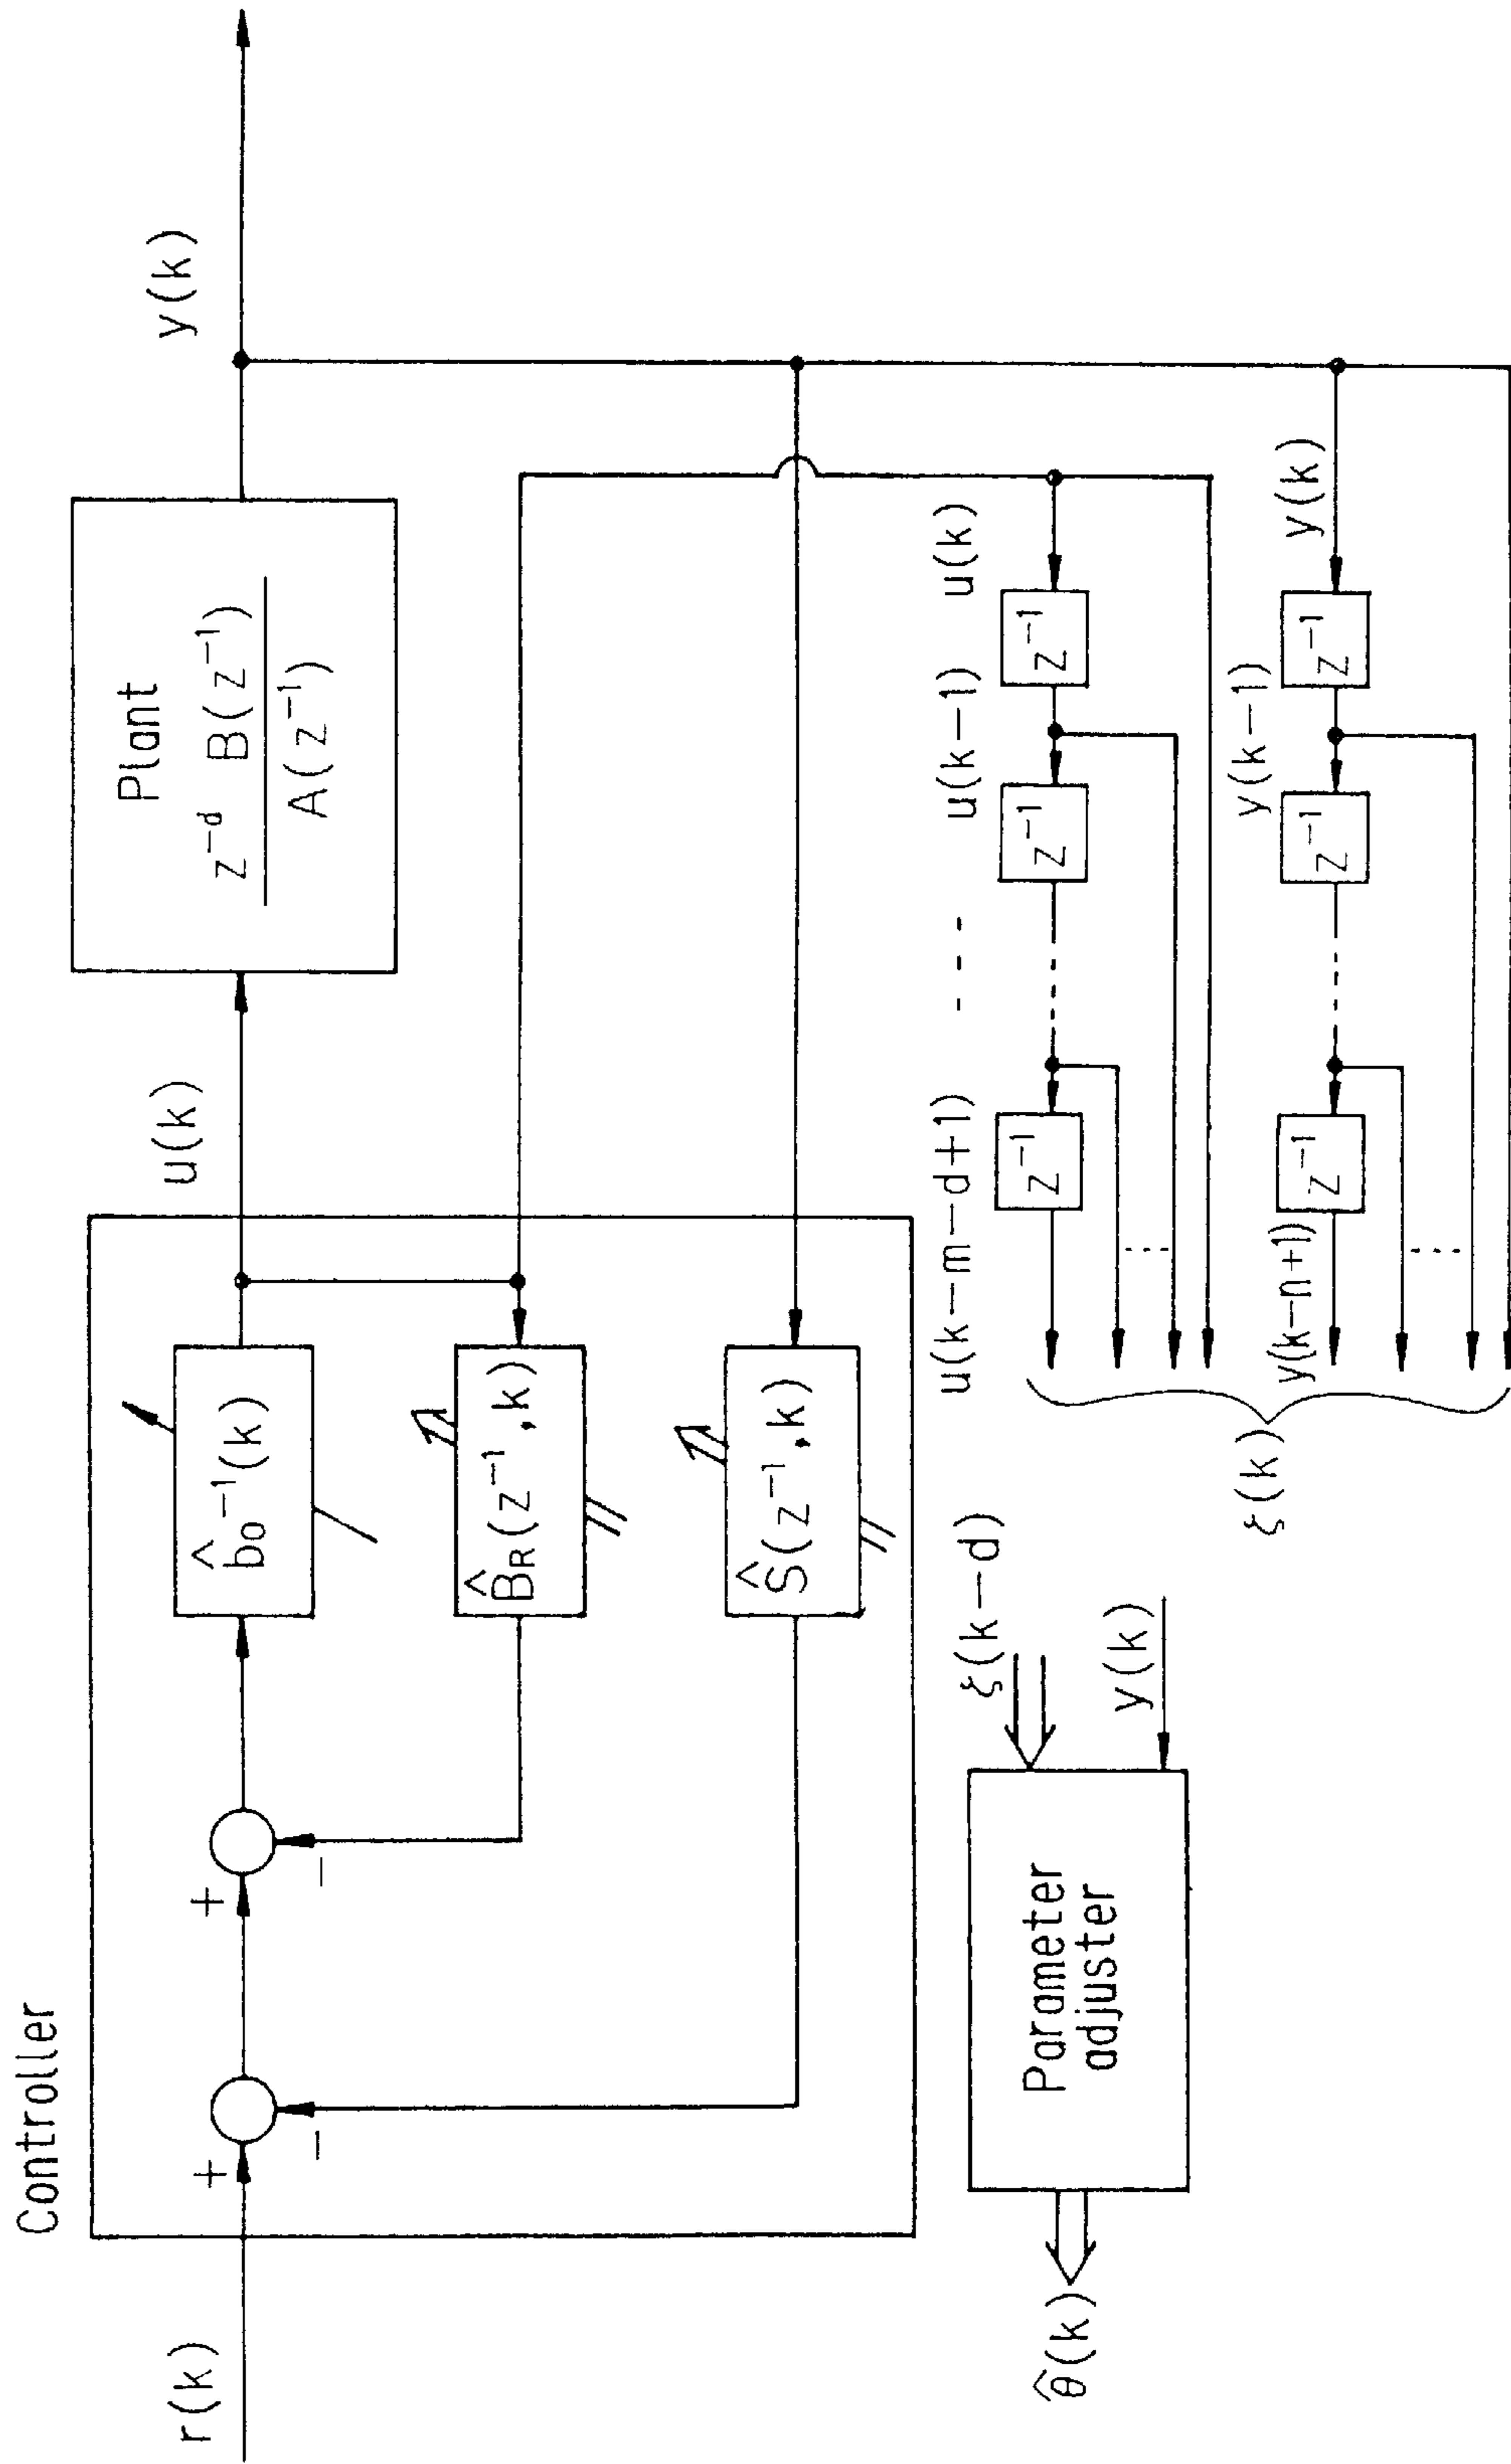 Controller
r(k)
+
−
+
−
b̂₀⁻¹(k)
B̂R(z⁻¹,k)
Ŝ(z⁻¹,k)
u(k)
Plant
z⁻ᵈ B(z⁻¹)
A(z⁻¹)
y(k)
θ̂(k)
Parameter
adjuster
ξ(k−d)
y(k)
ξ(k)
u(k−m−d+1)
- - -
u(k−1)
u(k)
z⁻¹
z⁻¹
z⁻¹
y(k−n+1)
y(k−1)
y(k)
z⁻¹
z⁻¹
z⁻¹